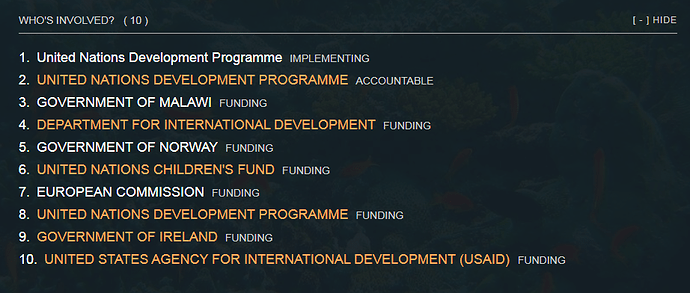 WHO'S INVOLVED? ( 10 ) [ - ] HIDE
1. United Nations Development Programme IMPLEMENTING
2. UNITED NATIONS DEVELOPMENT PROGRAMME ACCOUNTABLE
3. GOVERNMENT OF MALAWI FUNDING
4. DEPARTMENT FOR INTERNATIONAL DEVELOPMENT FUNDING
5. GOVERNMENT OF NORWAY FUNDING
6. UNITED NATIONS CHILDREN'S FUND FUNDING
7. EUROPEAN COMMISSION FUNDING
8. UNITED NATIONS DEVELOPMENT PROGRAMME FUNDING
9. GOVERNMENT OF IRELAND FUNDING
10. UNITED STATES AGENCY FOR INTERNATIONAL DEVELOPMENT (USAID) FUNDING